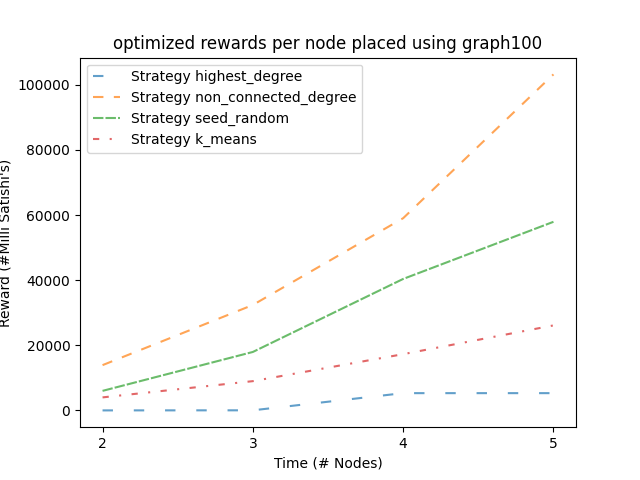 optimized rewards per node placed using graph100
Strategy highest_degree
Strategy non_connected_degree
Strategy seed_random
Strategy k_means
100000
80000
60000
40000
20000
0
Reward (#Milli Satishi's)
2 3 4 5
Time (# Nodes)